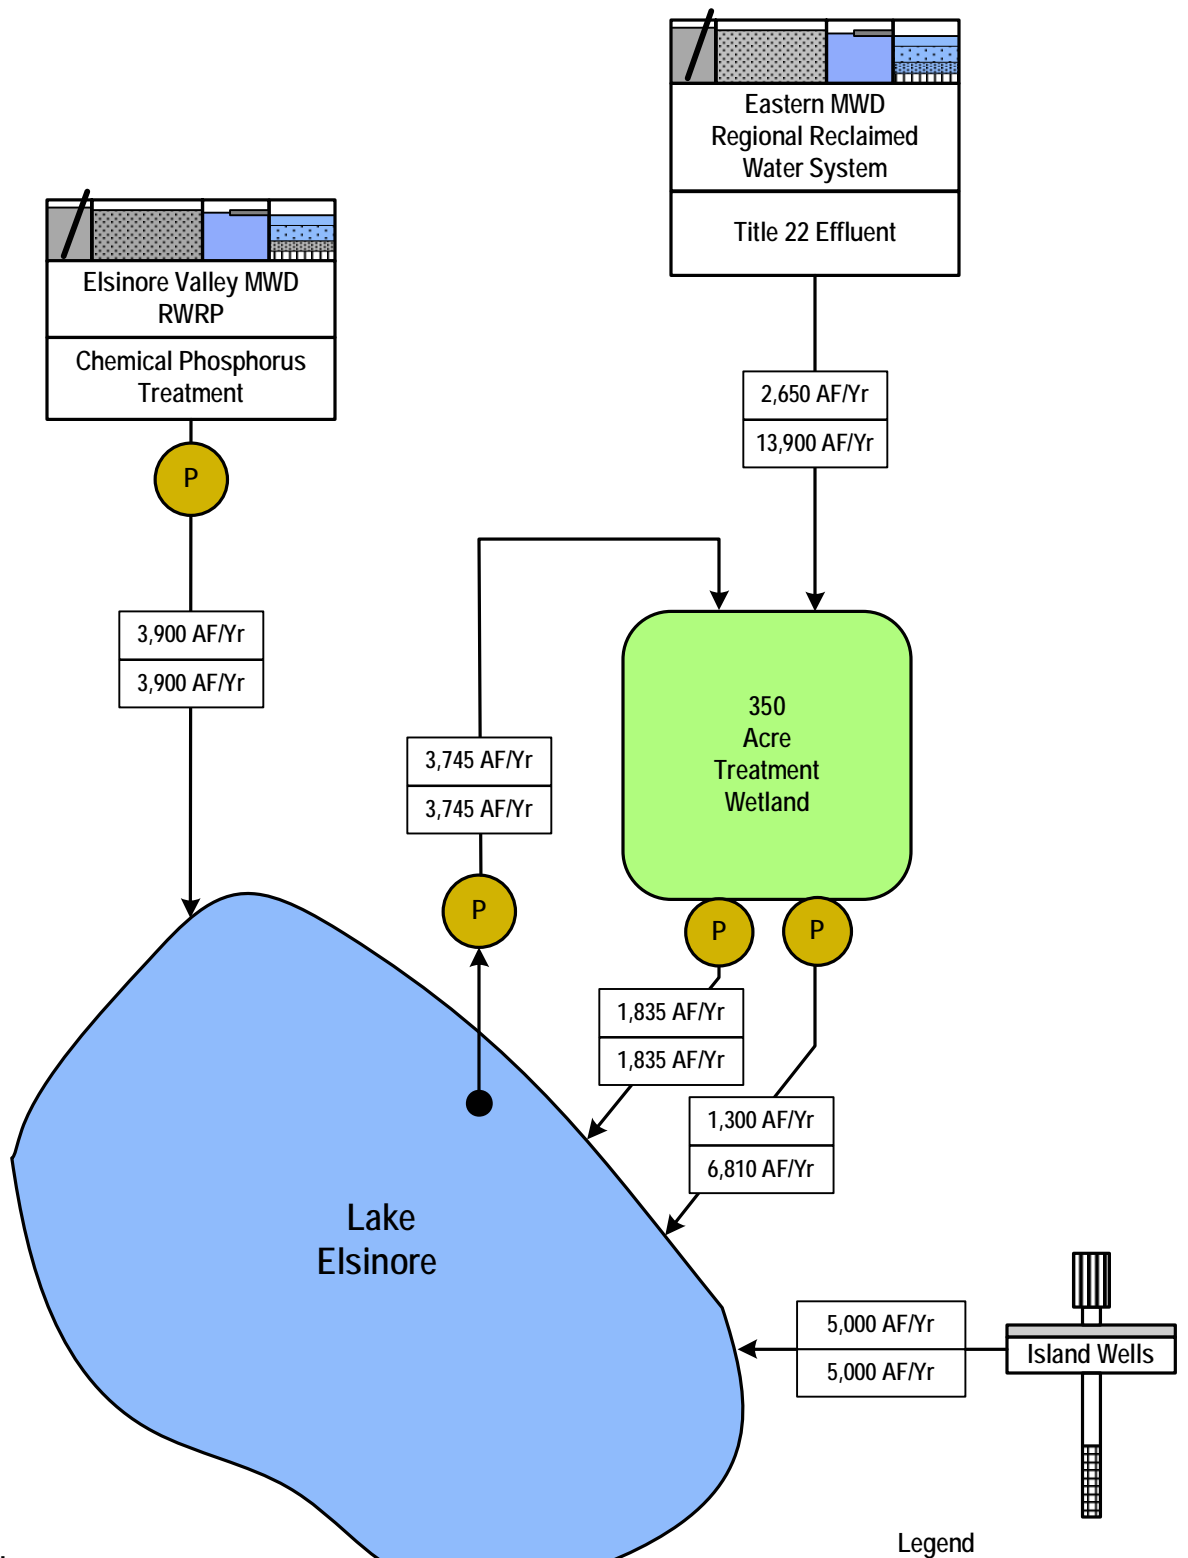 Eastern MWD
Regional Reclaimed
Water System
Title 22 Effluent
Elsinore Valley MWD
RWRP
Chemical Phosphorus
Treatment
2,650 AF/Yr
13,900 AF/Yr
P
3,900 AF/Yr
3,900 AF/Yr
350
Acre
Treatment
Wetland
3,745 AF/Yr
3,745 AF/Yr
P
P
P
1,835 AF/Yr
1,835 AF/Yr
1,300 AF/Yr
6,810 AF/Yr
Lake
Elsinore
5,000 AF/Yr
5,000 AF/Yr
Island Wells
Legend